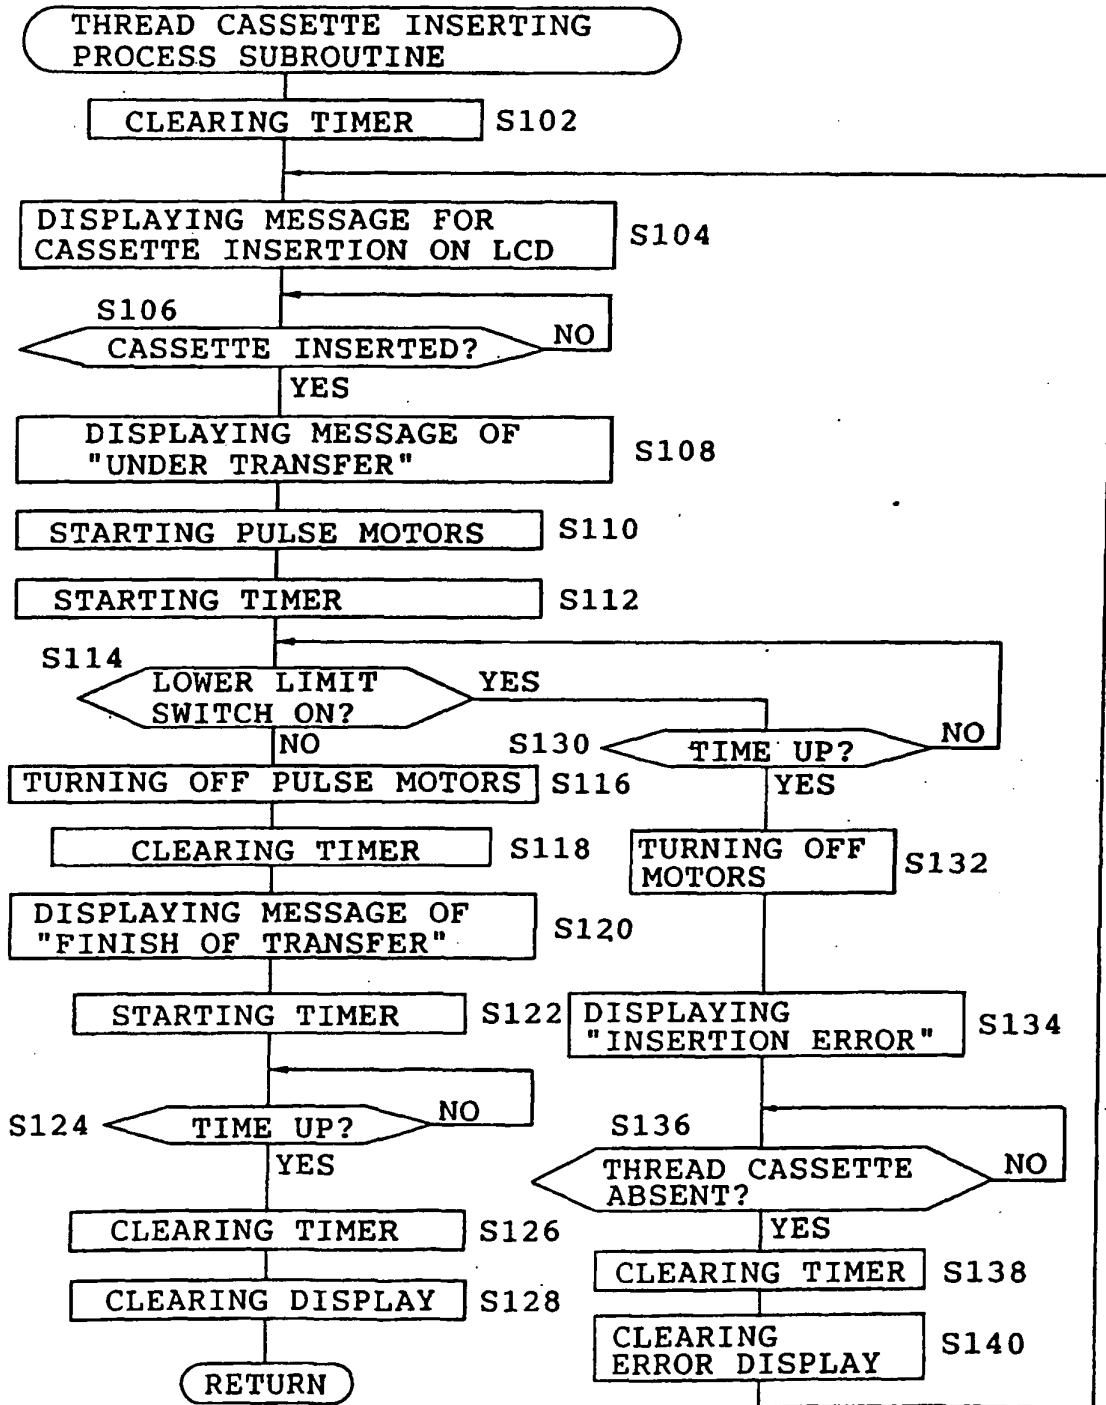 THREAD CASSETTE INSERTING
PROCESS SUBROUTINE
CLEARING TIMER
S102
DISPLAYING MESSAGE FOR
CASSETTE INSERTION ON LCD
S104
S106
CASSETTE INSERTED?
NO
YES
DISPLAYING MESSAGE OF
"UNDER TRANSFER"
S108
STARTING PULSE MOTORS
S110
STARTING TIMER
S112
S114
LOWER LIMIT
SWITCH ON?
YES
NO
S130
TIME UP?
NO
YES
TURNING OFF PULSE MOTORS
S116
CLEARING TIMER
S118
TURNING OFF
MOTORS
S132
DISPLAYING MESSAGE OF
"FINISH OF TRANSFER"
S120
STARTING TIMER
S122
DISPLAYING
"INSERTION ERROR"
S134
S124
TIME UP?
NO
YES
S136
THREAD CASSETTE
ABSENT?
NO
YES
CLEARING TIMER
S126
CLEARING TIMER
S138
CLEARING DISPLAY
S128
CLEARING
ERROR DISPLAY
S140
RETURN